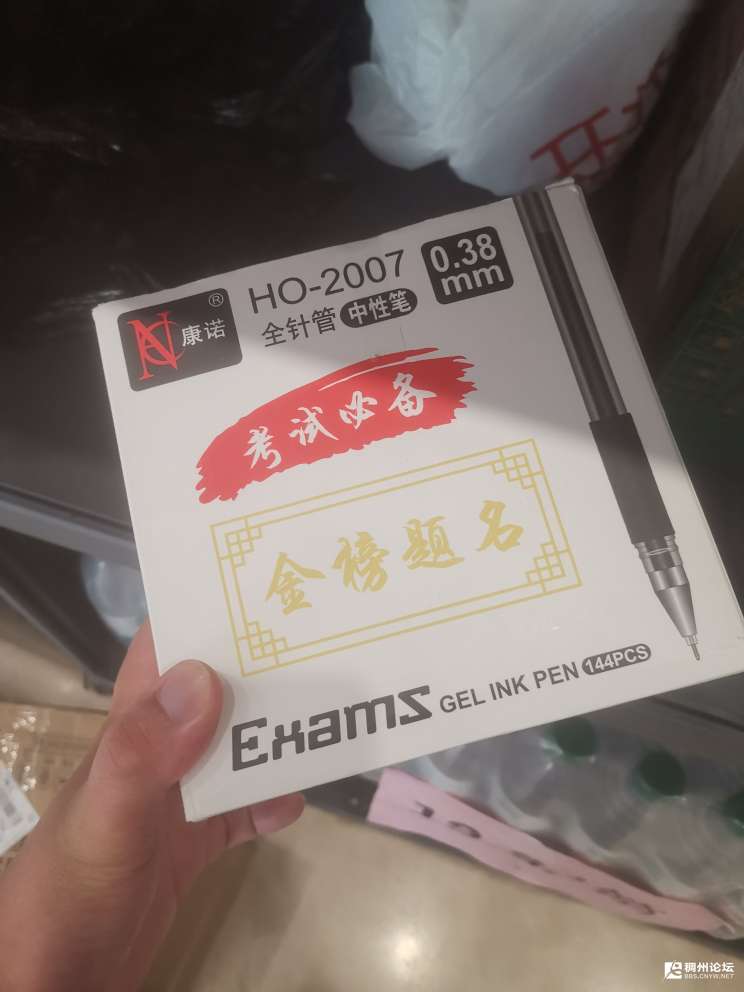 康诺®
HO-2007
全针管 中性笔
0.38
mm
考试必备
金榜题名
Exams GEL INK PEN 144PCS
稠州论坛
BBS.CNYW.NET